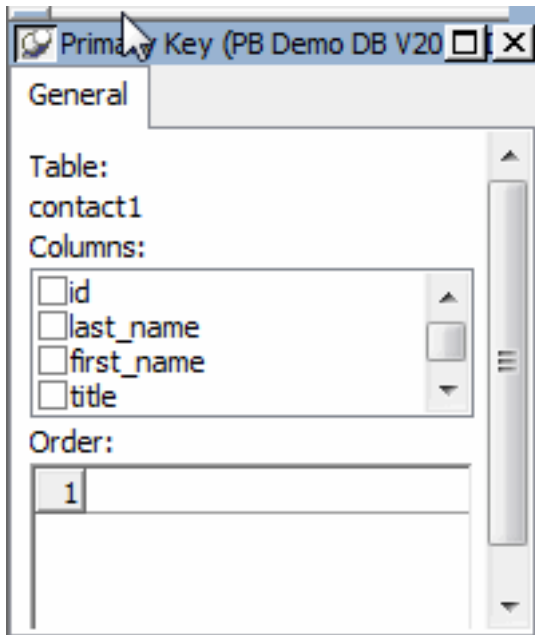 Primary Key (PB Demo DB V20
General
Table:
contact1
Columns:
id
last_name
first_name
title
Order:
1